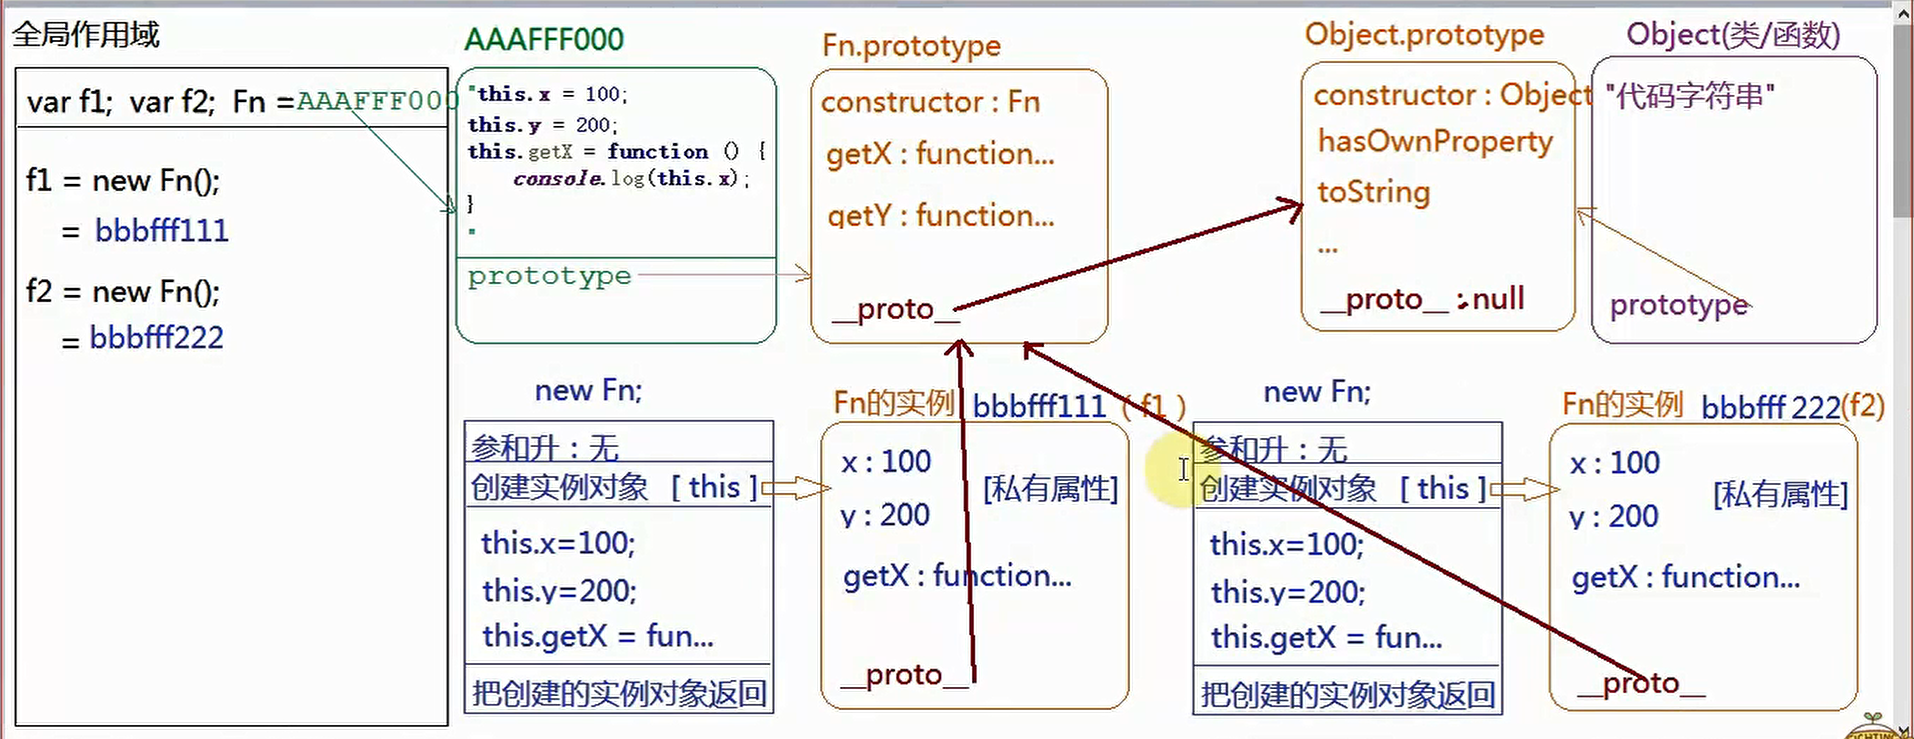 全局作用域
var f1; var f2; Fn =AAAFFF000
f1 = new Fn();
= bbbfff111
f2 = new Fn();
= bbbfff222
AAAFFF000
"this.x = 100;
this.y = 200;
this.getX = function () {
console.log(this.x);
}
"
prototype
Fn.prototype
constructor : Fn
getX : function...
getY : function...
__proto__
Object.prototype
constructor : Object
hasOwnProperty
toString
...
__proto__ : null
Object(类/函数)
"代码字符串"
prototype
new Fn;
参和升：无
创建实例对象 [ this ]
this.x=100;
this.y=200;
this.getX = fun...
把创建的实例对象返回
Fn的实例 bbbfff111 ( f1 )
x : 100
[私有属性]
y : 200
getX : function...
__proto__
new Fn;
参和升：无
创建实例对象 [ this ]
this.x=100;
this.y=200;
this.getX = fun...
把创建的实例对象返回
Fn的实例 bbbfff 222(f2)
x : 100
[私有属性]
y : 200
getX : function...
__proto__